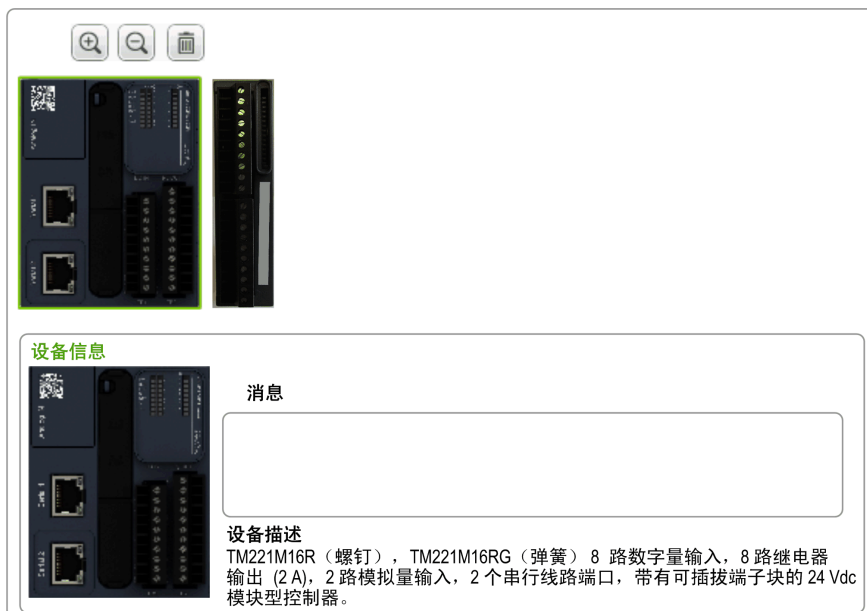 设备信息
消息
设备描述
TM221M16R（螺钉）, TM221M16RG（弹簧）8 路数字量输入，8 路继电器
输出 (2 A)，2 路模拟量输入，2 个串行线路端口，带有可插拔端子块的 24 Vdc
模块型控制器。